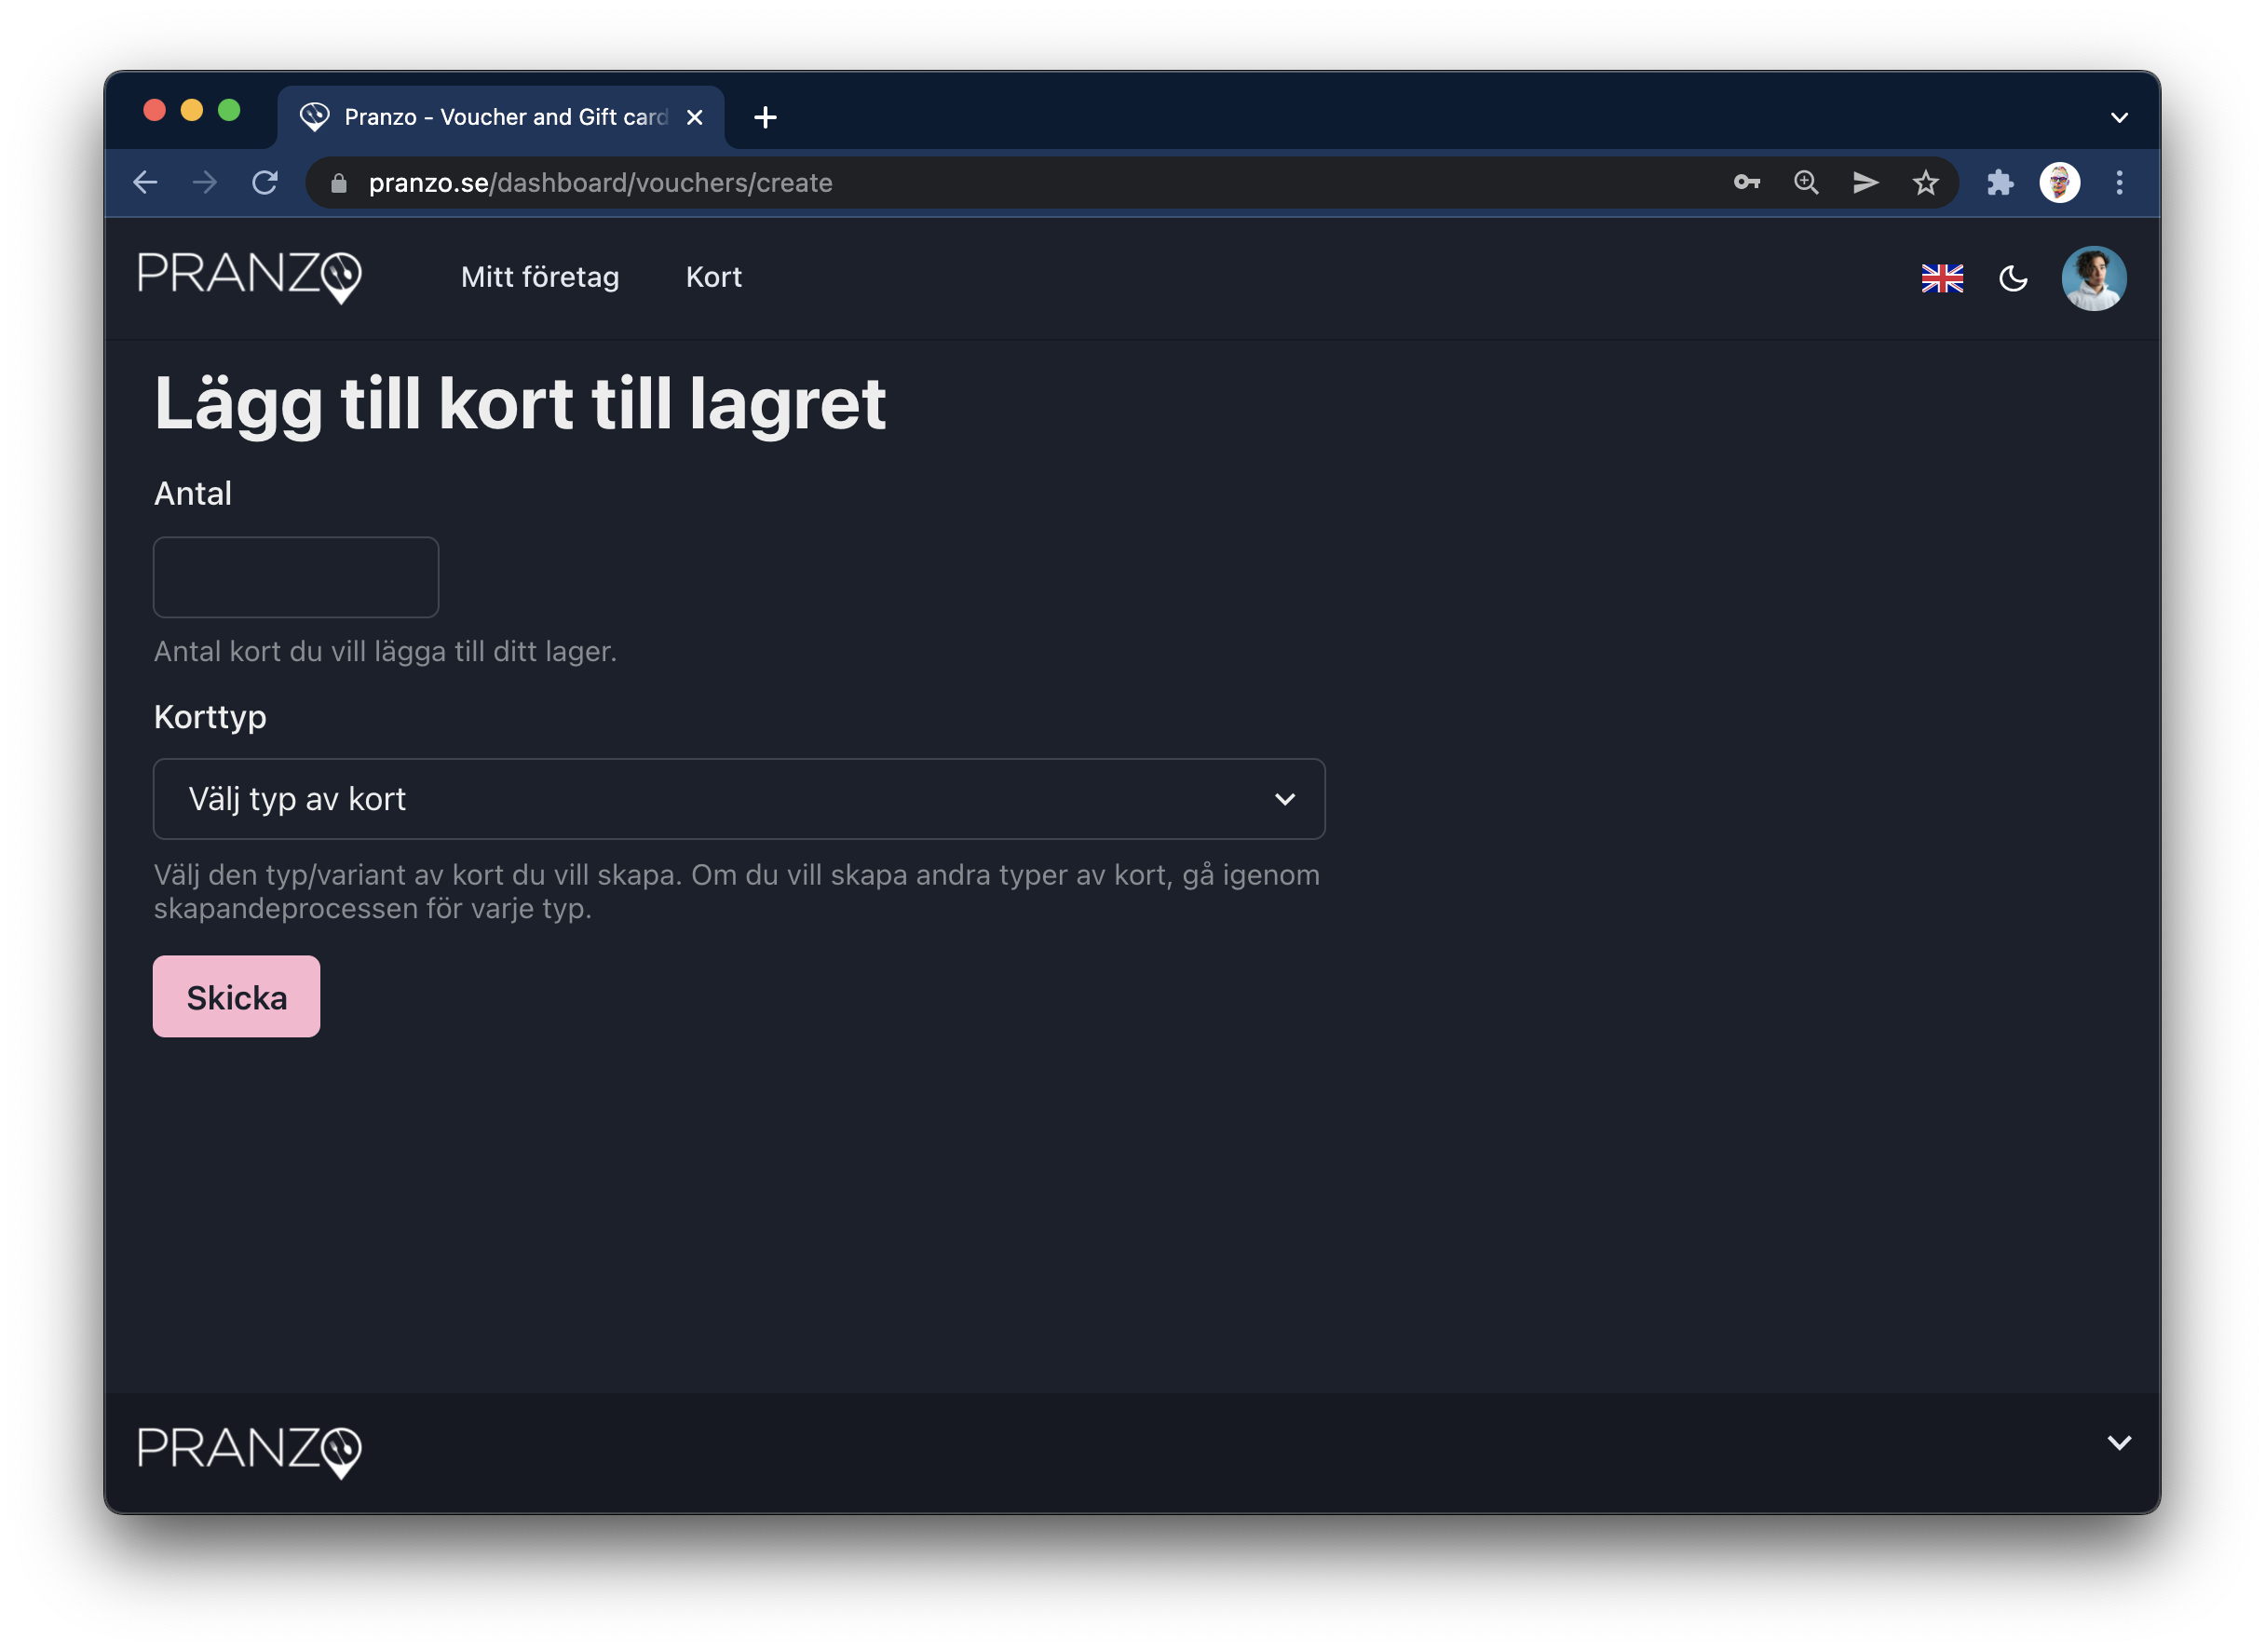 Pranzo - Voucher and Gift card
pranzo.se/dashboard/vouchers/create
PRANZO
Mitt företag
Kort
Lägg till kort till lagret
Antal
Antal kort du vill lägga till ditt lager.
Korttyp
Välj typ av kort
Välj den typ/variant av kort du vill skapa. Om du vill skapa andra typer av kort, gå igenom
skapandeprocessen för varje typ.
Skicka
PRANZO